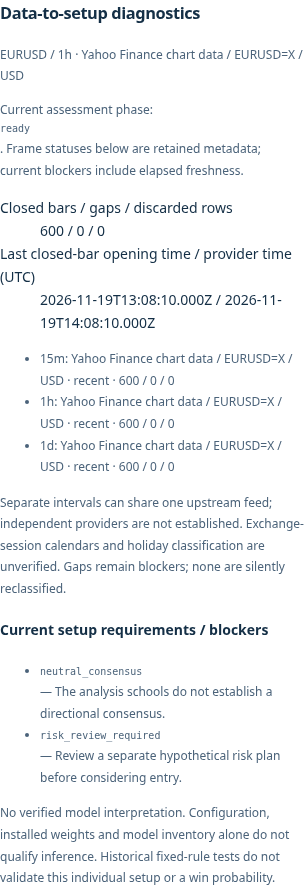 Data-to-setup diagnostics
EURUSD / 1h · Yahoo Finance chart data / EURUSD=X /
USD
Current assessment phase:
ready
. Frame statuses below are retained metadata;
current blockers include elapsed freshness.
Closed bars / gaps / discarded rows
600 / 0 / 0
Last closed-bar opening time / provider time
(UTC)
2026-11-19T13:08:10.000Z / 2026-11-
19T14:08:10.000Z
• 15m: Yahoo Finance chart data / EURUSD=X /
USD · recent · 600 / 0 / 0
• 1h: Yahoo Finance chart data / EURUSD=X /
USD · recent · 600 / 0 / 0
• 1d: Yahoo Finance chart data / EURUSD=X /
USD · recent · 600 / 0 / 0
Separate intervals can share one upstream feed;
independent providers are not established. Exchange-
session calendars and holiday classification are
unverified. Gaps remain blockers; none are silently
reclassified.
Current setup requirements / blockers
• neutral_consensus
— The analysis schools do not establish a
directional consensus.
• risk_review_required
— Review a separate hypothetical risk plan
before considering entry.
No verified model interpretation. Configuration,
installed weights and model inventory alone do not
qualify inference. Historical fixed-rule tests do not
validate this individual setup or a win probability.